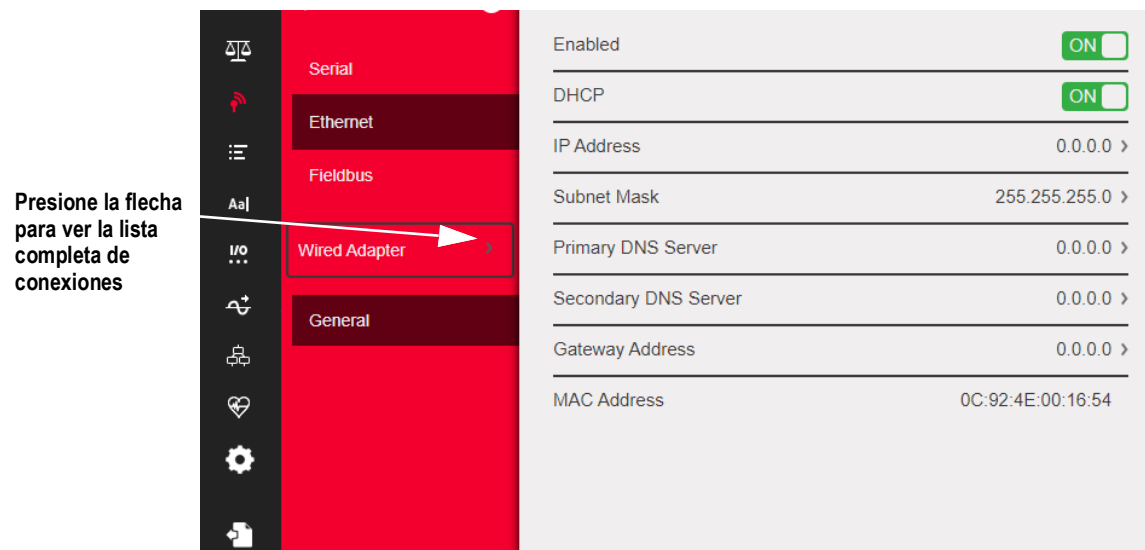 Presione la flecha
para ver la lista
completa de
conexiones
Aa
I/O
Serial
Ethernet
Fieldbus
Wired Adapter
General
Enabled ON
DHCP ON
IP Address 0.0.0.0
Subnet Mask 255.255.255.0
Primary DNS Server 0.0.0.0
Secondary DNS Server 0.0.0.0
Gateway Address 0.0.0.0
MAC Address 0C:92:4E:00:16:54